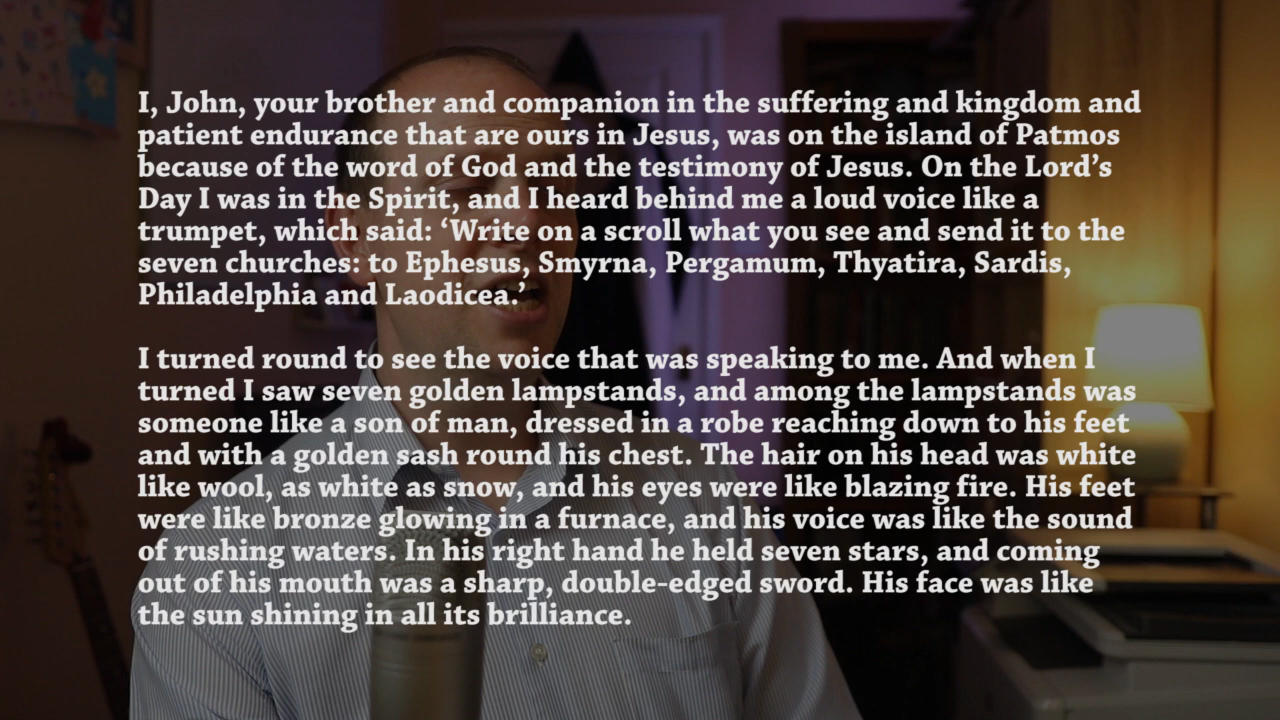 I, John, your brother and companion in the suffering and kingdom and
patient endurance that are ours in Jesus, was on the island of Patmos
because of the word of God and the testimony of Jesus. On the Lord’s
Day I was in the Spirit, and I heard behind me a loud voice like a
trumpet, which said: ‘Write on a scroll what you see and send it to the
seven churches: to Ephesus, Smyrna, Pergamum, Thyatira, Sardis,
Philadelphia and Laodicea.’
I turned round to see the voice that was speaking to me. And when I
turned I saw seven golden lampstands, and among the lampstands was
someone like a son of man, dressed in a robe reaching down to his feet
and with a golden sash round his chest. The hair on his head was white
like wool, as white as snow, and his eyes were like blazing fire. His feet
were like bronze glowing in a furnace, and his voice was like the sound
of rushing waters. In his right hand he held seven stars, and coming
out of his mouth was a sharp, double-edged sword. His face was like
the sun shining in all its brilliance.